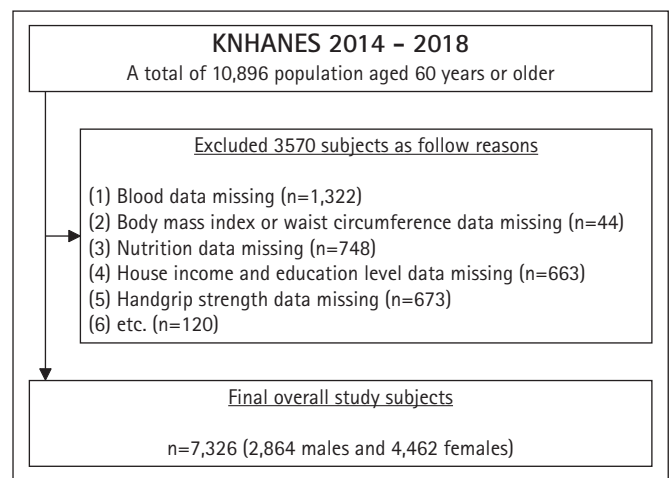 KNHANES 2014 - 2018
A total of 10,896 population aged 60 years or older
Excluded 3570 subjects as follow reasons
(1) Blood data missing (n=1,322)
(2) Body mass index or waist circumference data missing (n=44)
(3) Nutrition data missing (n=748)
(4) House income and education level data missing (n=663)
(5) Handgrip strength data missing (n=673)
(6) etc. (n=120)
Final overall study subjects
n=7,326 (2,864 males and 4,462 females)